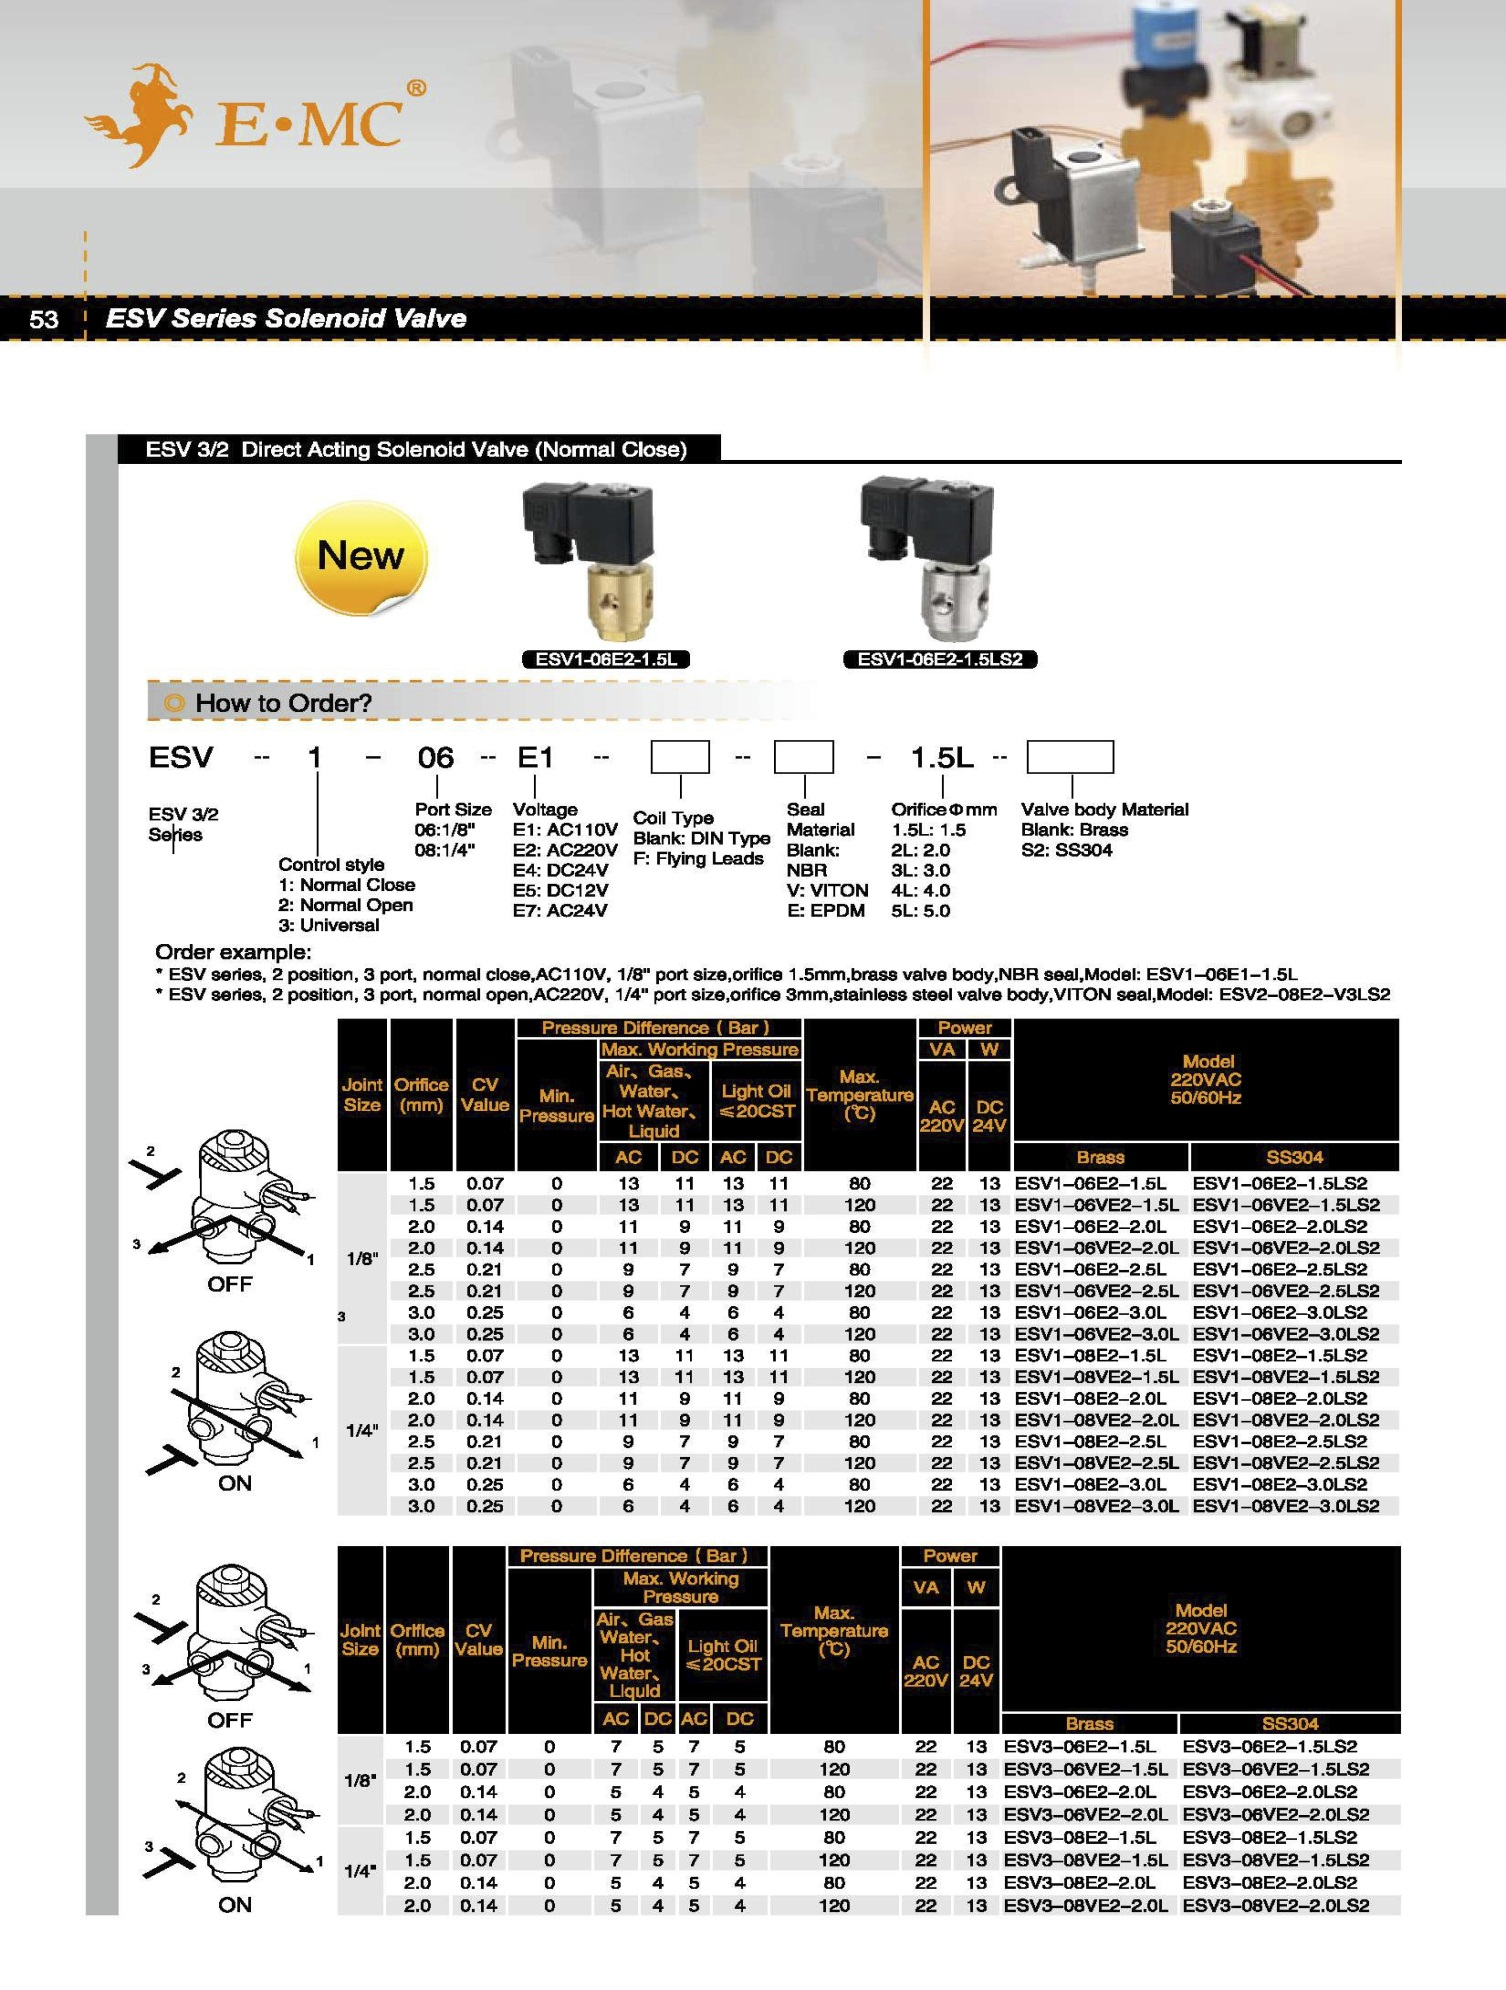 E•MC®
53 ESV Series Solenoid Valve
ESV 3/2 Direct Acting Solenoid Valve (Normal Close)
New
ESV1-06E2-1.5L ESV1-06E2-1.5LS2
How to Order?
ESV -- 1 - 06 -- E1 -- -- - 1.5L --
ESV 3/2
Series
Control style
1: Normal Close
2: Normal Open
3: Universal
Port Size
06:1/8"
08:1/4"
Voltage
E1: AC110V
E2: AC220V
E4: DC24V
E5: DC12V
E7: AC24V
Coil Type
Blank: DIN Type
F: Flying Leads
Seal
Material
Blank:
NBR
V: VITON
E: EPDM
OrificeΦmm
1.5L: 1.5
2L: 2.0
3L: 3.0
4L: 4.0
5L: 5.0
Valve body Material
Blank: Brass
S2: SS304
Order example:
* ESV series, 2 position, 3 port, normal close,AC110V, 1/8" port size,orifice 1.5mm,brass valve body,NBR seal,Model: ESV1-06E1-1.5L
* ESV series, 2 position, 3 port, normal open,AC220V, 1/4" port size,orifice 3mm,stainless steel valve body,VITON seal,Model: ESV2-08E2-V3LS2
2
3
1
OFF
3
2
1
ON
Joint
Size
Orifice
(mm)
CV
Value
Pressure Difference ( Bar )
Min.
Pressure
Max. Working Pressure
Air、Gas、
Water、
Hot Water、
Liquid
Light Oil
≤20CST
AC DC AC DC
Max.
Temperature
(℃)
Power
VA W
AC
220V
DC
24V
Model
220VAC
50/60Hz
Brass SS304
1/8"
1.5 0.07 0 13 11 13 11 80 22 13 ESV1-06E2-1.5L ESV1-06E2-1.5LS2
1.5 0.07 0 13 11 13 11 120 22 13 ESV1-06VE2-1.5L ESV1-06VE2-1.5LS2
2.0 0.14 0 11 9 11 9 80 22 13 ESV1-06E2-2.0L ESV1-06E2-2.0LS2
2.0 0.14 0 11 9 11 9 120 22 13 ESV1-06VE2-2.0L ESV1-06VE2-2.0LS2
2.5 0.21 0 9 7 9 7 80 22 13 ESV1-06E2-2.5L ESV1-06E2-2.5LS2
2.5 0.21 0 9 7 9 7 120 22 13 ESV1-06VE2-2.5L ESV1-06VE2-2.5LS2
3.0 0.25 0 6 4 6 4 80 22 13 ESV1-06E2-3.0L ESV1-06E2-3.0LS2
3.0 0.25 0 6 4 6 4 120 22 13 ESV1-06VE2-3.0L ESV1-06VE2-3.0LS2
1/4"
1.5 0.07 0 13 11 13 11 80 22 13 ESV1-08E2-1.5L ESV1-08E2-1.5LS2
1.5 0.07 0 13 11 13 11 120 22 13 ESV1-08VE2-1.5L ESV1-08VE2-1.5LS2
2.0 0.14 0 11 9 11 9 80 22 13 ESV1-08E2-2.0L ESV1-08E2-2.0LS2
2.0 0.14 0 11 9 11 9 120 22 13 ESV1-08VE2-2.0L ESV1-08VE2-2.0LS2
2.5 0.21 0 9 7 9 7 80 22 13 ESV1-08E2-2.5L ESV1-08E2-2.5LS2
2.5 0.21 0 9 7 9 7 120 22 13 ESV1-08VE2-2.5L ESV1-08VE2-2.5LS2
3.0 0.25 0 6 4 6 4 80 22 13 ESV1-08E2-3.0L ESV1-08E2-3.0LS2
3.0 0.25 0 6 4 6 4 120 22 13 ESV1-08VE2-3.0L ESV1-08VE2-3.0LS2
2
3 1
OFF
2
3
1
ON
Joint
Size
Orifice
(mm)
CV
Value
Pressure Difference ( Bar )
Min.
Pressure
Max. Working
Pressure
Air、Gas
Water、
Hot
Water、
Liquid
Light Oil
≤20CST
AC DC AC DC
Max.
Temperature
(℃)
Power
VA W
AC
220V
DC
24V
Model
220VAC
50/60Hz
Brass SS304
1/8"
1.5 0.07 0 7 5 7 5 80 22 13 ESV3-06E2-1.5L ESV3-06E2-1.5LS2
1.5 0.07 0 7 5 7 5 120 22 13 ESV3-06VE2-1.5L ESV3-06VE2-1.5LS2
2.0 0.14 0 5 4 5 4 80 22 13 ESV3-06E2-2.0L ESV3-06E2-2.0LS2
2.0 0.14 0 5 4 5 4 120 22 13 ESV3-06VE2-2.0L ESV3-06VE2-2.0LS2
1/4"
1.5 0.07 0 7 5 7 5 80 22 13 ESV3-08E2-1.5L ESV3-08E2-1.5LS2
1.5 0.07 0 7 5 7 5 120 22 13 ESV3-08VE2-1.5L ESV3-08VE2-1.5LS2
2.0 0.14 0 5 4 5 4 80 22 13 ESV3-08E2-2.0L ESV3-08E2-2.0LS2
2.0 0.14 0 5 4 5 4 120 22 13 ESV3-08VE2-2.0L ESV3-08VE2-2.0LS2